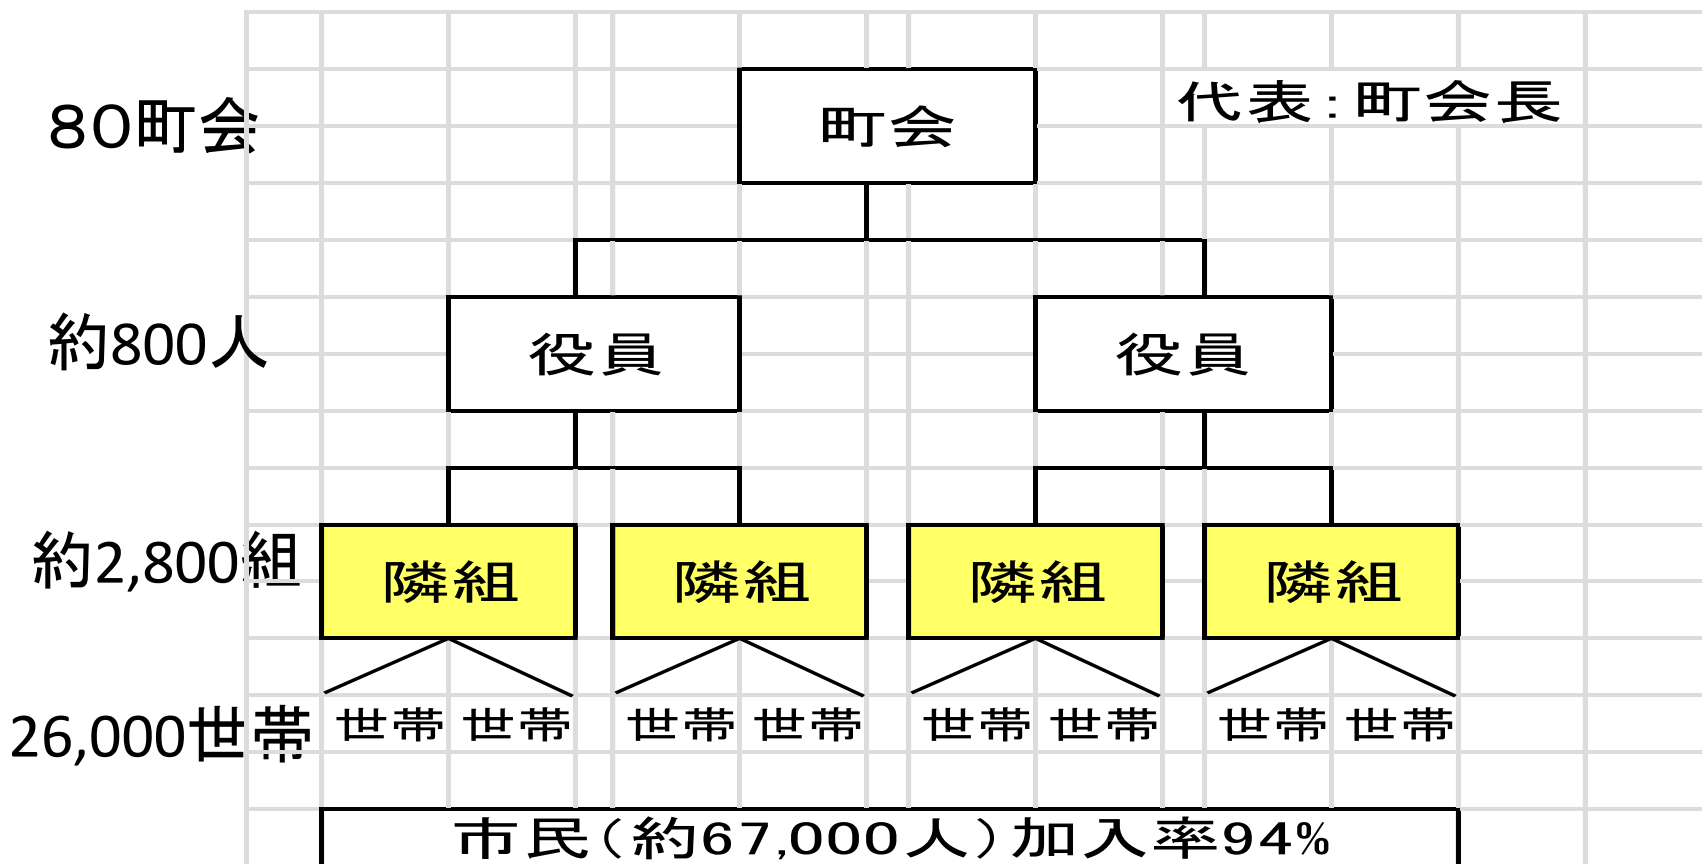 80町会
町会
代表:町会長
約800人
役員
役員
約2,800組
隣組
隣組
隣組
隣組
26,000世帯
世帯 世帯
世帯 世帯
世帯 世帯
世帯 世帯
市民(約67,000人)加入率94%